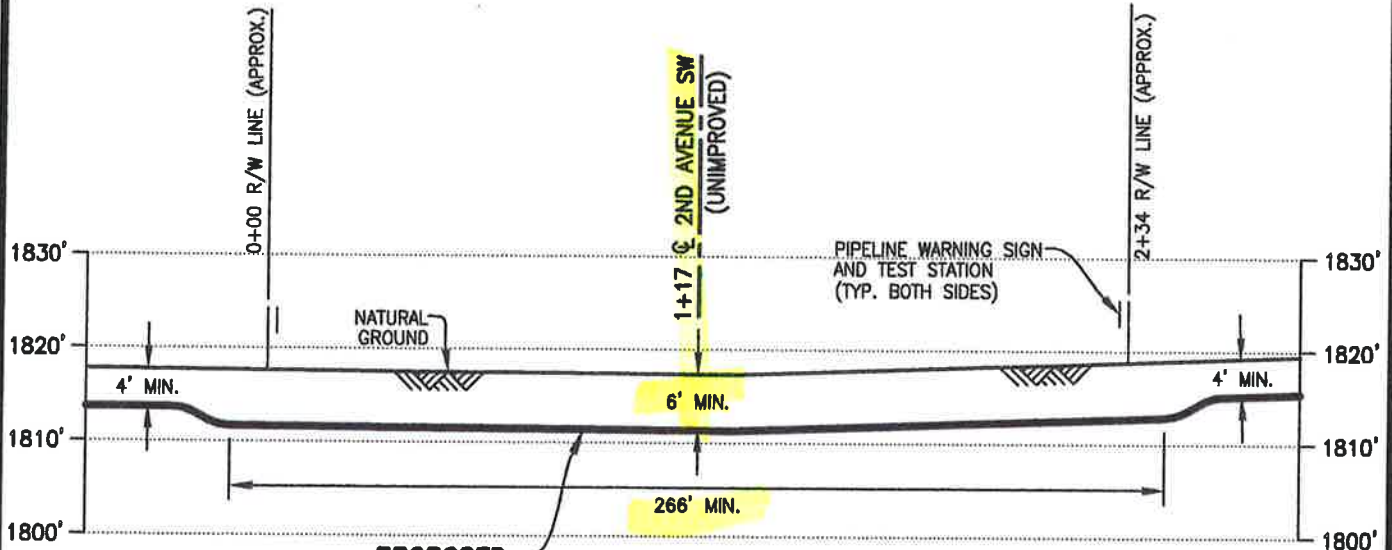 0+00 R/W LINE (APPROX.)
1+17 ℄ 2ND AVENUE SW
(UNIMPROVED)
2+34 R/W LINE (APPROX.)
1830'
1830'
PIPELINE WARNING SIGN
AND TEST STATION
(TYP. BOTH SIDES)
NATURAL
GROUND
1820'
1820'
4' MIN.
6' MIN.
4' MIN.
1810'
1810'
266' MIN.
1800'
1800'
PROPOSED